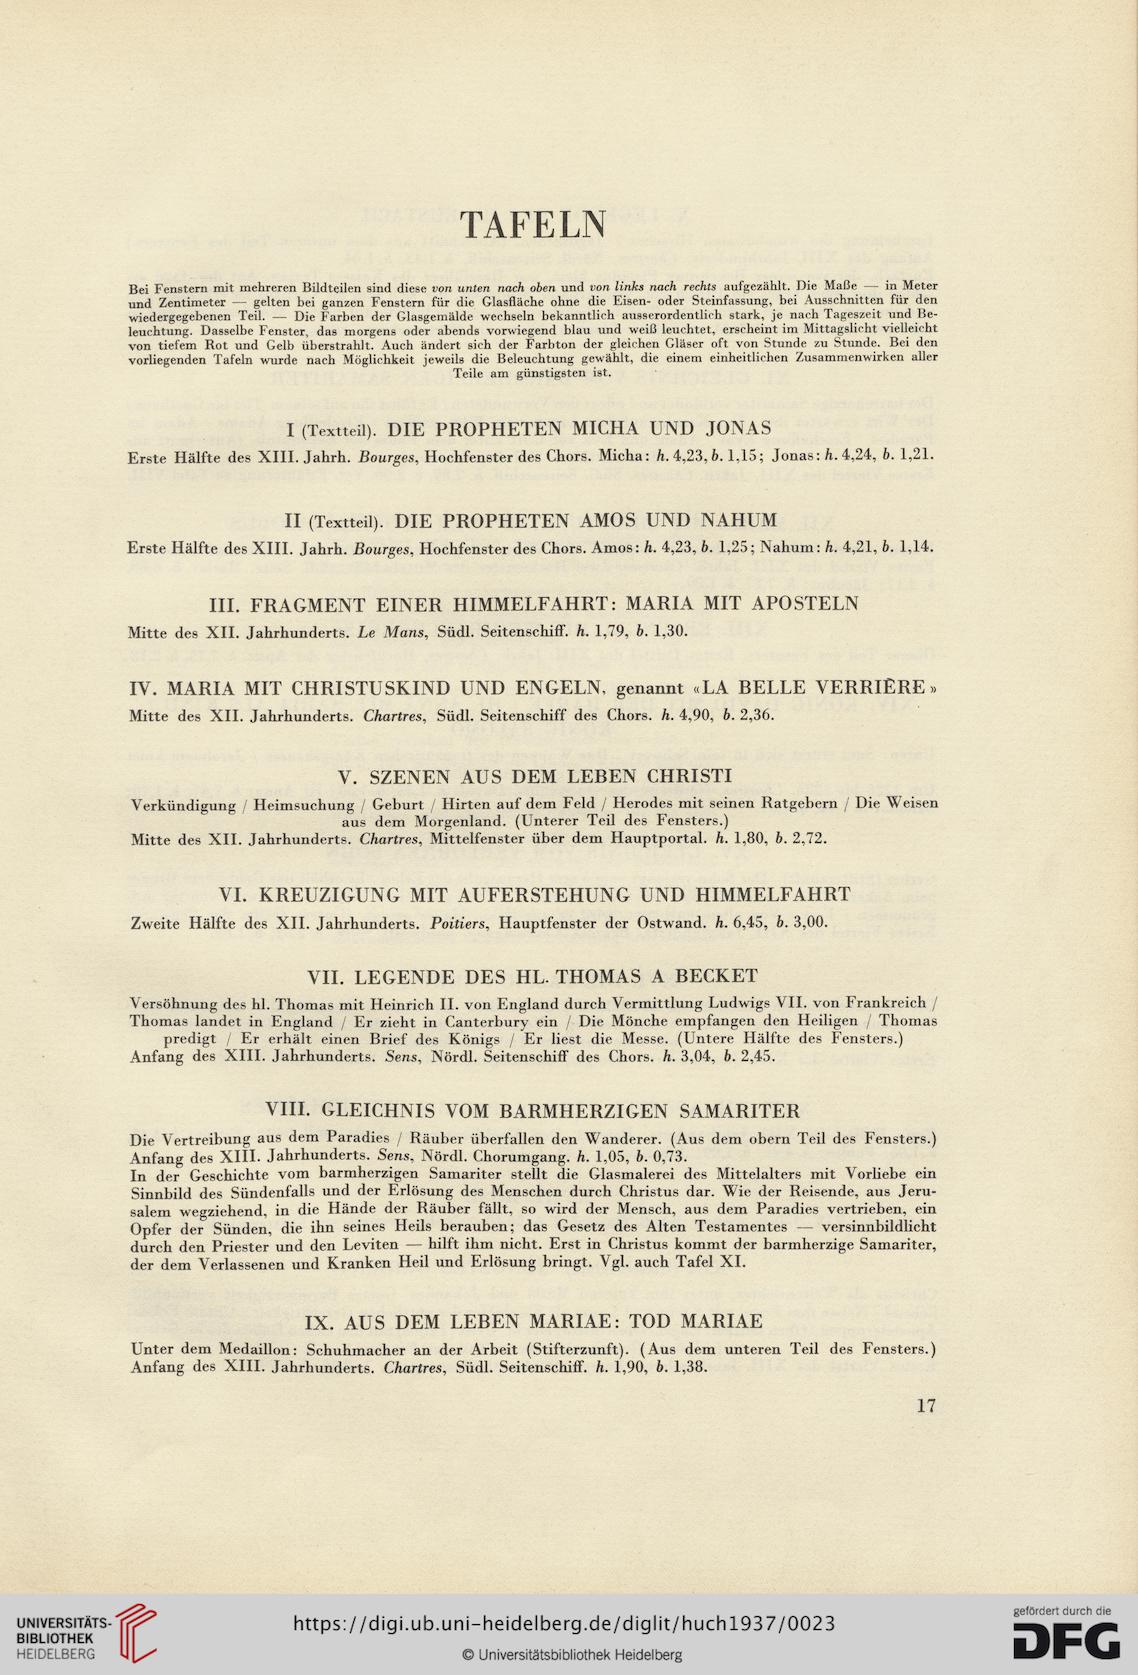 TAFELN
Bei Fenstern mit mehreren Bildteilen sind diese von unten nach oben und von links nach rechts aufgezählt. Die Maße — in Meter
und Zentimeter — gelten bei ganzen Fenstern für die Glasfläche ohne die Eisen- oder Steinfassung, bei Ausschnitten für den
wiedergegebenen Teil. — Die Farben der Glasgemälde wechseln bekanntlich ausserordentlich stark, je nach Tageszeit und Be-
leuchtung. Dasselbe Fenster, das morgens oder abends vorwiegend blau und weiß leuchtet, erscheint im Mittagslicht vielleicht
von tiefem Rot und Gelb überstrahlt. Auch ändert sich der Farbton der gleichen Gläser oft von Stunde zu Stunde. Bei den
vorliegenden Tafeln wurde nach Möglichkeit jeweils die Beleuchtung gewählt, die einem einheitlichen Zusammenwirken aller
Teile am günstigsten ist.
I (Textteil). DIE PROPHETEN MICHA UND JONAS
Erste Hälfte des XIII. Jahrh. Bourges, Hochfenster des Chors. Micha: h. 4,23, b. 1,15; Jonas: h. 4,24, b. 1,21.
II (Textteil). DIE PROPHETEN AMOS UND NAHUM
Erste Hälfte des XIII. Jahrh. Bourges, Hochfenster des Chors. Amos: h. 4,23, b. 1,25; Nahum: h. 4,21, b. 1,14.
III. FRAGMENT EINER HIMMELFAHRT: MARIA MIT APOSTELN
Mitte des XII. Jahrhunderts. Le Mans, Südl. Seitenschiff. h. 1,79, b. 1,30.
IV. MARIA MIT CHRISTUSKIND UND ENGELN, genannt «LA BELLE VERRIÈRE»
Mitte des XII. Jahrhunderts. Chartres, Südl. Seitenschiff des Chors. h. 4,90, b. 2,36.
V. SZENEN AUS DEM LEBEN CHRISTI
Verkündigung / Heimsuchung / Geburt / Hirten auf dem Feld / Herodes mit seinen Ratgebern / Die Weisen
aus dem Morgenland. (Unterer Teil des Fensters.)
Mitte des XII. Jahrhunderts. Chartres, Mittelfenster über dem Hauptportal. h. 1,80, b. 2,72.
VI. KREUZIGUNG MIT AUFERSTEHUNG UND HIMMELFAHRT
Zweite Hälfte des XII. Jahrhunderts. Poitiers, Hauptfenster der Ostwand. h. 6,45, b. 3,00.
VII. LEGENDE DES HL. THOMAS A BECKET
Versöhnung des hl. Thomas mit Heinrich II. von England durch Vermittlung Ludwigs VII. von Frankreich /
Thomas landet in England / Er zieht in Canterbury ein / Die Mönche empfangen den Heiligen / Thomas
predigt / Er erhält einen Brief des Königs / Er liest die Messe. (Untere Hälfte des Fensters.)
Anfang des XIII. Jahrhunderts. Sens, Nördl. Seitenschiff des Chors. h. 3,04, b. 2,45.
VIII. GLEICHNIS VOM BARMHERZIGEN SAMARITER
Die Vertreibung aus dem Paradies / Räuber überfallen den Wanderer. (Aus dem obern Teil des Fensters.)
Anfang des XIII. Jahrhunderts. Sens, Nördl. Chorumgang. h. 1,05, b. 0,73.
In der Geschichte vom barmherzigen Samariter stellt die Glasmalerei des Mittelalters mit Vorliebe ein
Sinnbild des Sündenfalls und der Erlösung des Menschen durch Christus dar. Wie der Reisende, aus Jeru-
salem wegziehend, in die Hände der Räuber fällt, so wird der Mensch, aus dem Paradies vertrieben, ein
Opfer der Sünden, die ihn seines Heils berauben; das Gesetz des Alten Testamentes — versinnbildlicht
durch den Priester und den Leviten — hilft ihm nicht. Erst in Christus kommt der barmherzige Samariter,
der dem Verlassenen und Kranken Heil und Erlösung bringt. Vgl. auch Tafel XI.
IX. AUS DEM LEBEN MARIAE: TOD MARIAE
Unter dem Medaillon: Schuhmacher an der Arbeit (Stifterzunft). (Aus dem unteren Teil des Fensters.)
Anfang des XIII. Jahrhunderts. Chartres, Südl. Seitenschiff. h. 1,90, b. 1,38.
17
UNIVERSITÄTS-
BIBLIOTHEK
HEIDELBERG
https://digi.ub.uni-heidelberg.de/diglit/huch1937/0023
© Universitätsbibliothek Heidelberg
gefördert durch die
DFG